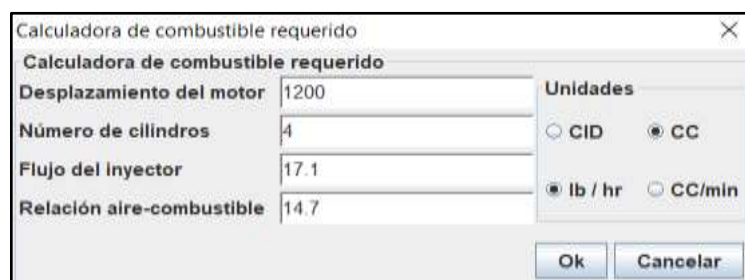 Calculadora de combustible requerido
Calculadora de combustible requerido
Desplazamiento del motor 1200
Número de cilindros 4
Flujo del inyector 17.1
Relación aire-combustible 14.7
Unidades
CID CC
lb / hr CC/min
Ok Cancelar